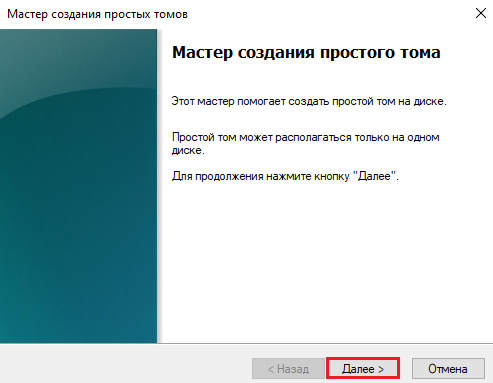 Мастер создания простых томов
Мастер создания простого тома
Этот мастер помогает создать простой том на диске.
Простой том может располагаться только на одном
диске.
Для продолжения нажмите кнопку "Далее".
< Назад
Далее >
Отмена